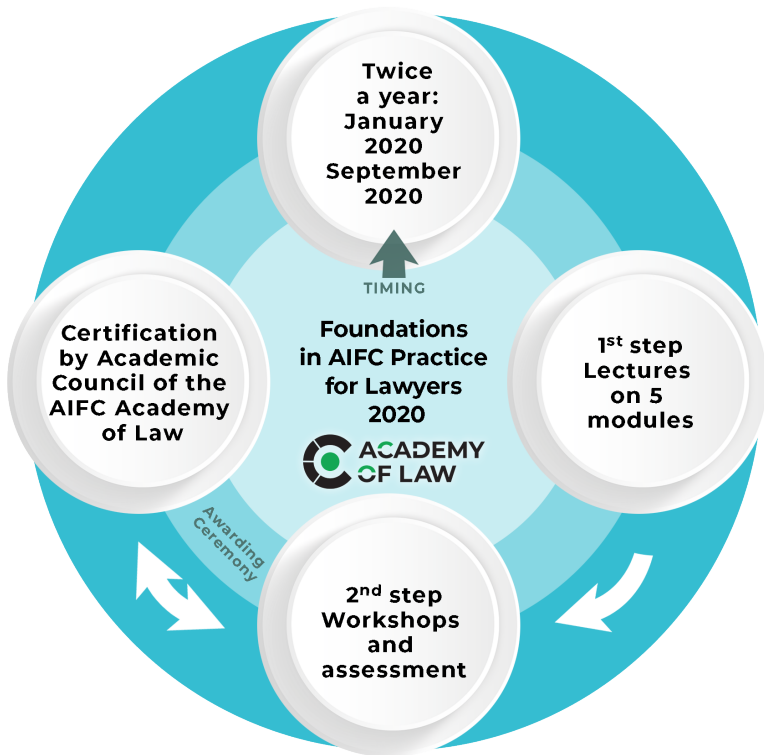 Twice
a year:
January
2020
September
2020
TIMING
Foundations
in AIFC Practice
for Lawyers
2020
ACADEMY
OF LAW
1st step
Lectures
on 5
modules
2nd step
Workshops
and
assessment
Awarding
Ceremony
Certification
by Academic
Council of the
AIFC Academy
of Law